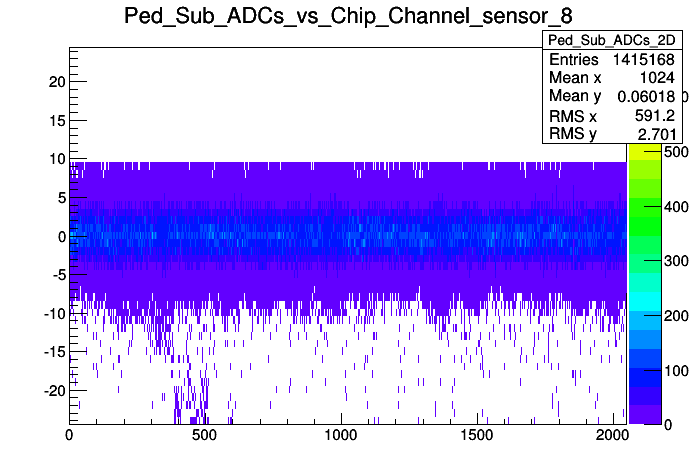 Ped_Sub_ADCs_vs_Chip_Channel_sensor_8
Ped_Sub_ADCs_2D
Entries 1415168
Mean x 1024
Mean y 0.06018
RMS x 591.2
RMS y 2.701
20
15
10
5
0
-5
-10
-15
-20
0
500
1000
1500
2000
500
400
300
200
100
0